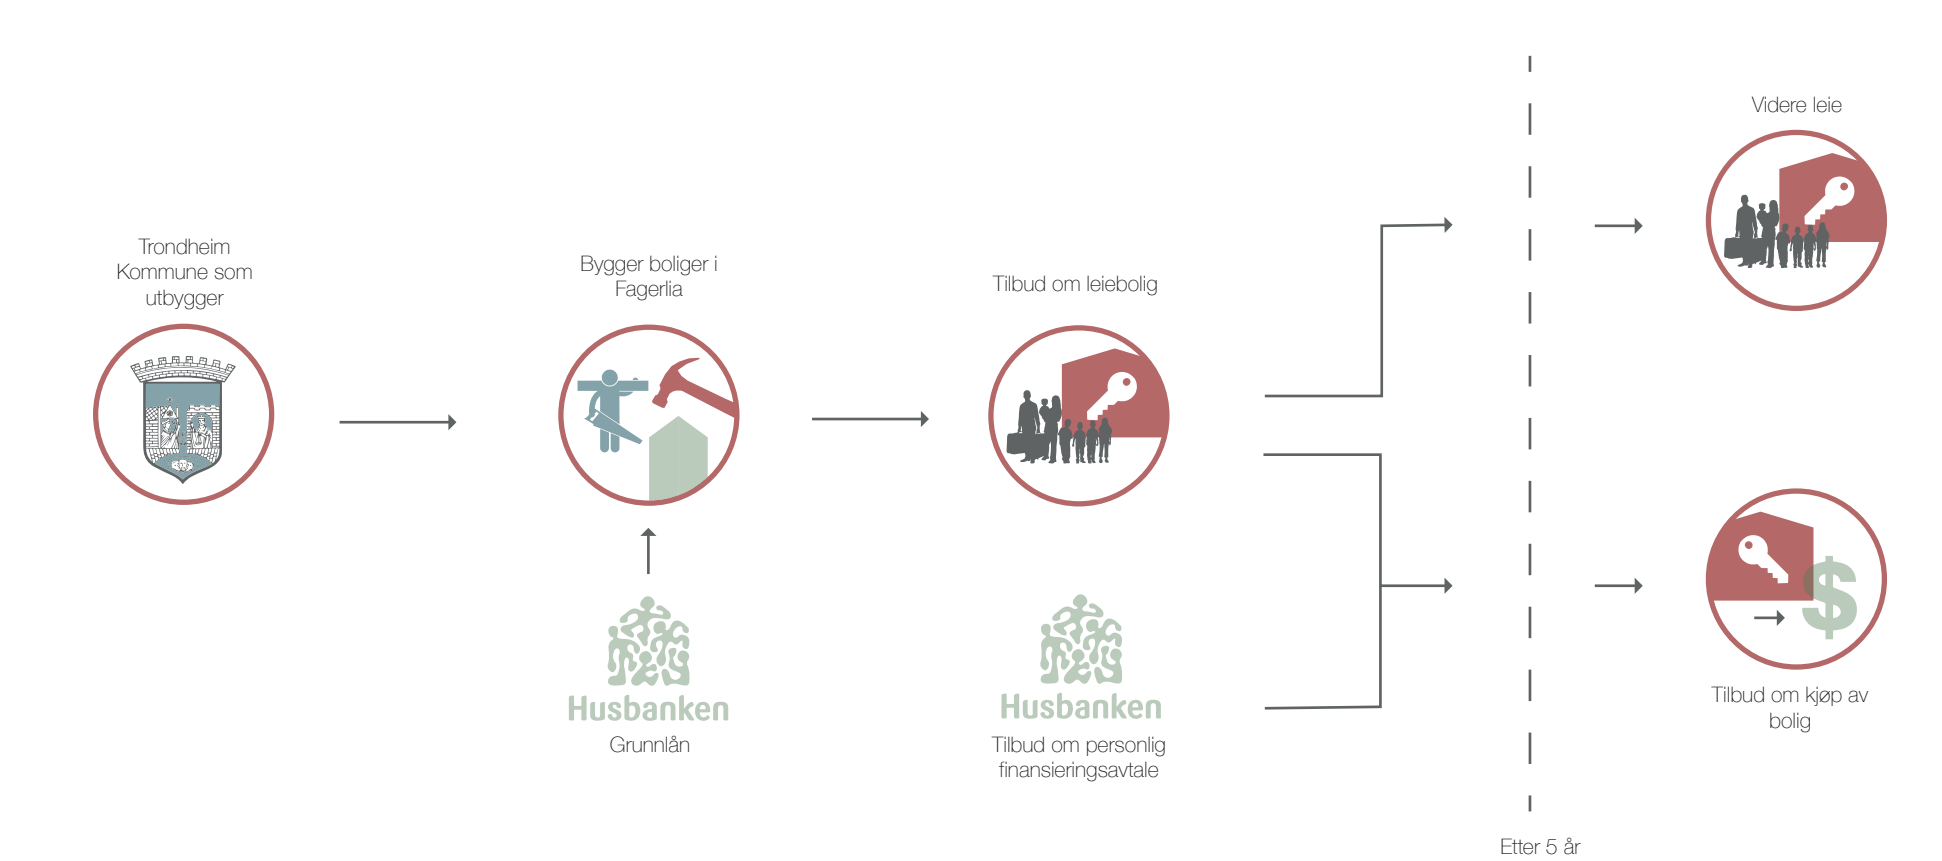 Trondheim
Kommune som
utbygger
Bygger boliger i
Fagerlia
Husbanken
Grunnlån
Tilbud om leiebolig
Husbanken
Tilbud om personlig
finansieringsavtale
Etter 5 år
Videre leie
$
Tilbud om kjøp av
bolig